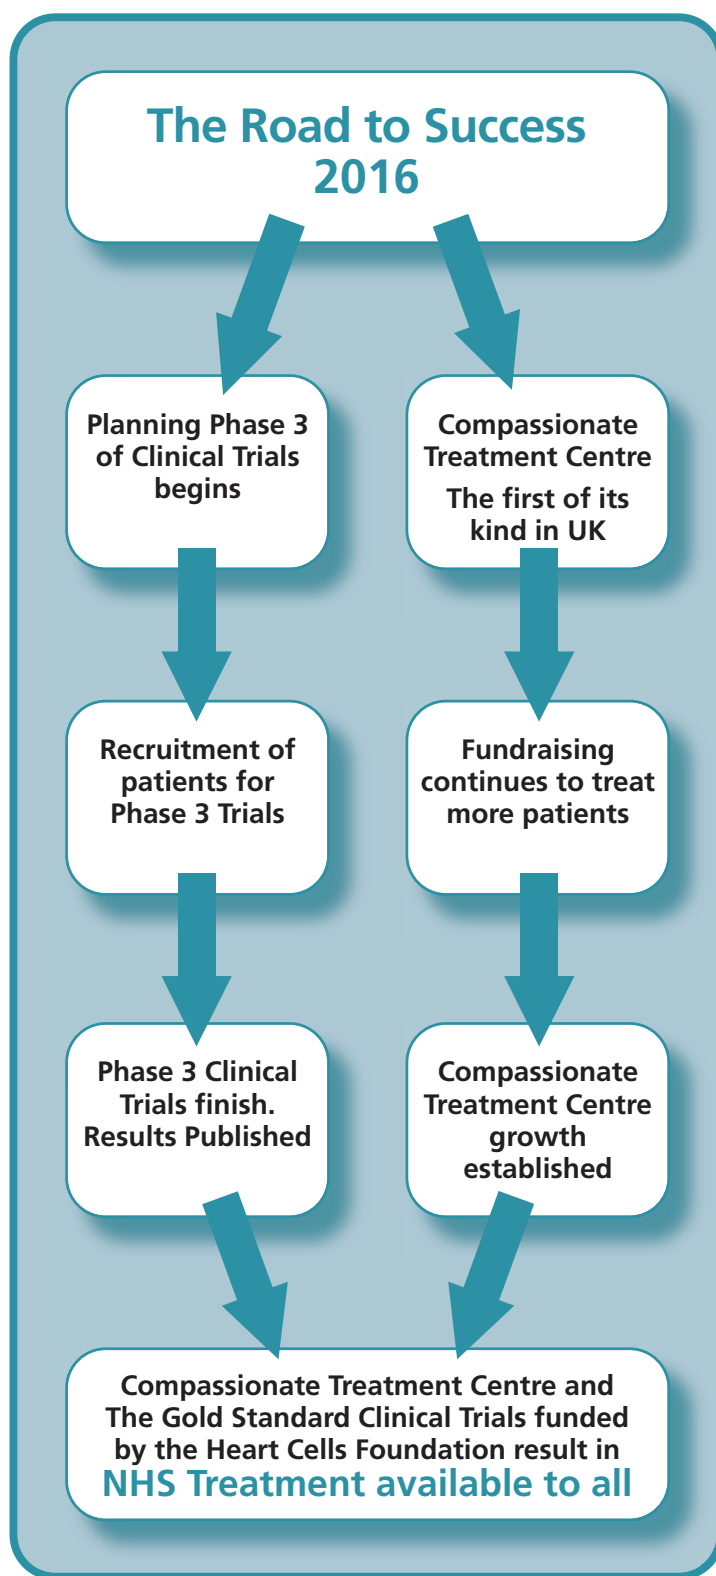 The Road to Success
2016
Planning Phase 3
of Clinical Trials
begins
Compassionate
Treatment Centre
The first of its
kind in UK
Recruitment of
patients for
Phase 3 Trials
Fundraising
continues to treat
more patients
Phase 3 Clinical
Trials finish.
Results Published
Compassionate
Treatment Centre
growth
established
Compassionate Treatment Centre and
The Gold Standard Clinical Trials funded
by the Heart Cells Foundation result in
NHS Treatment available to all